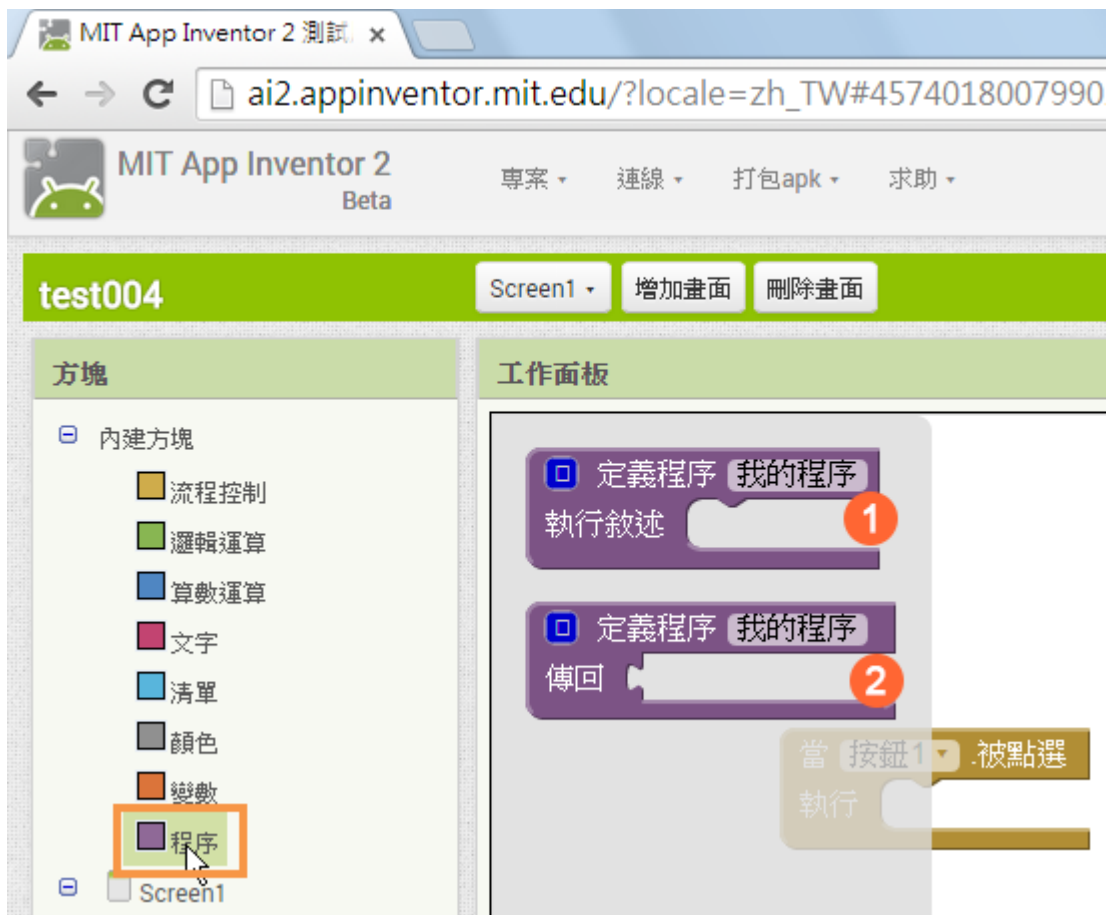 MIT App Inventor 2 測試
ai2.appinventor.mit.edu/?locale=zh_TW#4574018007990
MIT App Inventor 2
Beta
專案
連線
打包apk
求助
test004
Screen1
增加畫面
刪除畫面
方塊
工作面板
內建方塊
流程控制
邏輯運算
算數運算
文字
清單
顏色
變數
程序
Screen1
定義程序 我的程序
執行敘述
1
定義程序 我的程序
傳回
2
當 按鈕1 .被點選
執行